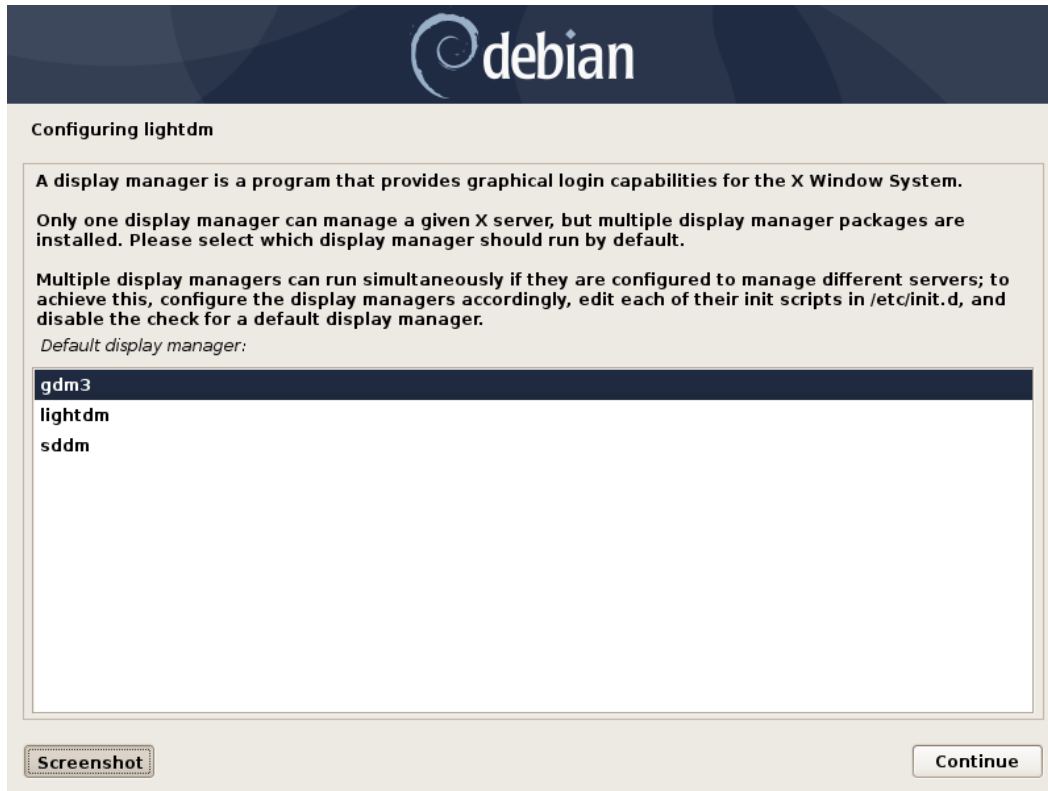 debian
Configuring lightdm
A display manager is a program that provides graphical login capabilities for the X Window System.
Only one display manager can manage a given X server, but multiple display manager packages are
installed. Please select which display manager should run by default.
Multiple display managers can run simultaneously if they are configured to manage different servers; to
achieve this, configure the display managers accordingly, edit each of their init scripts in /etc/init.d, and
disable the check for a default display manager.
Default display manager:
gdm3
lightdm
sddm
Screenshot
Continue